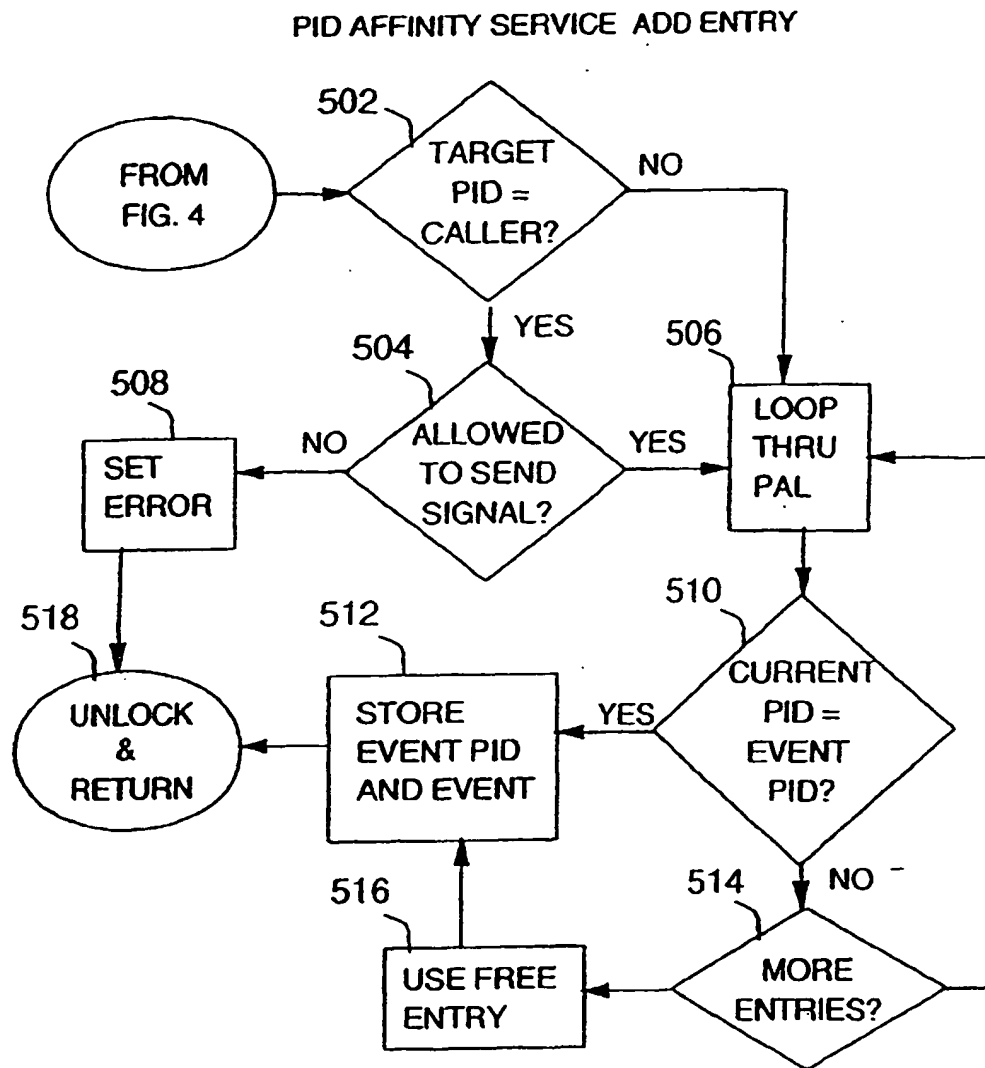 PID AFFINITY SERVICE ADD ENTRY
502
FROM
FIG. 4
TARGET
PID =
CALLER?
NO
YES
504
506
508
ALLOWED
TO SEND
SIGNAL?
NO
YES
LOOP
THRU
PAL
SET
ERROR
510
512
518
CURRENT
PID =
EVENT
PID?
YES
STORE
EVENT PID
AND EVENT
UNLOCK
&
RETURN
NO
514
516
USE FREE
ENTRY
MORE
ENTRIES?